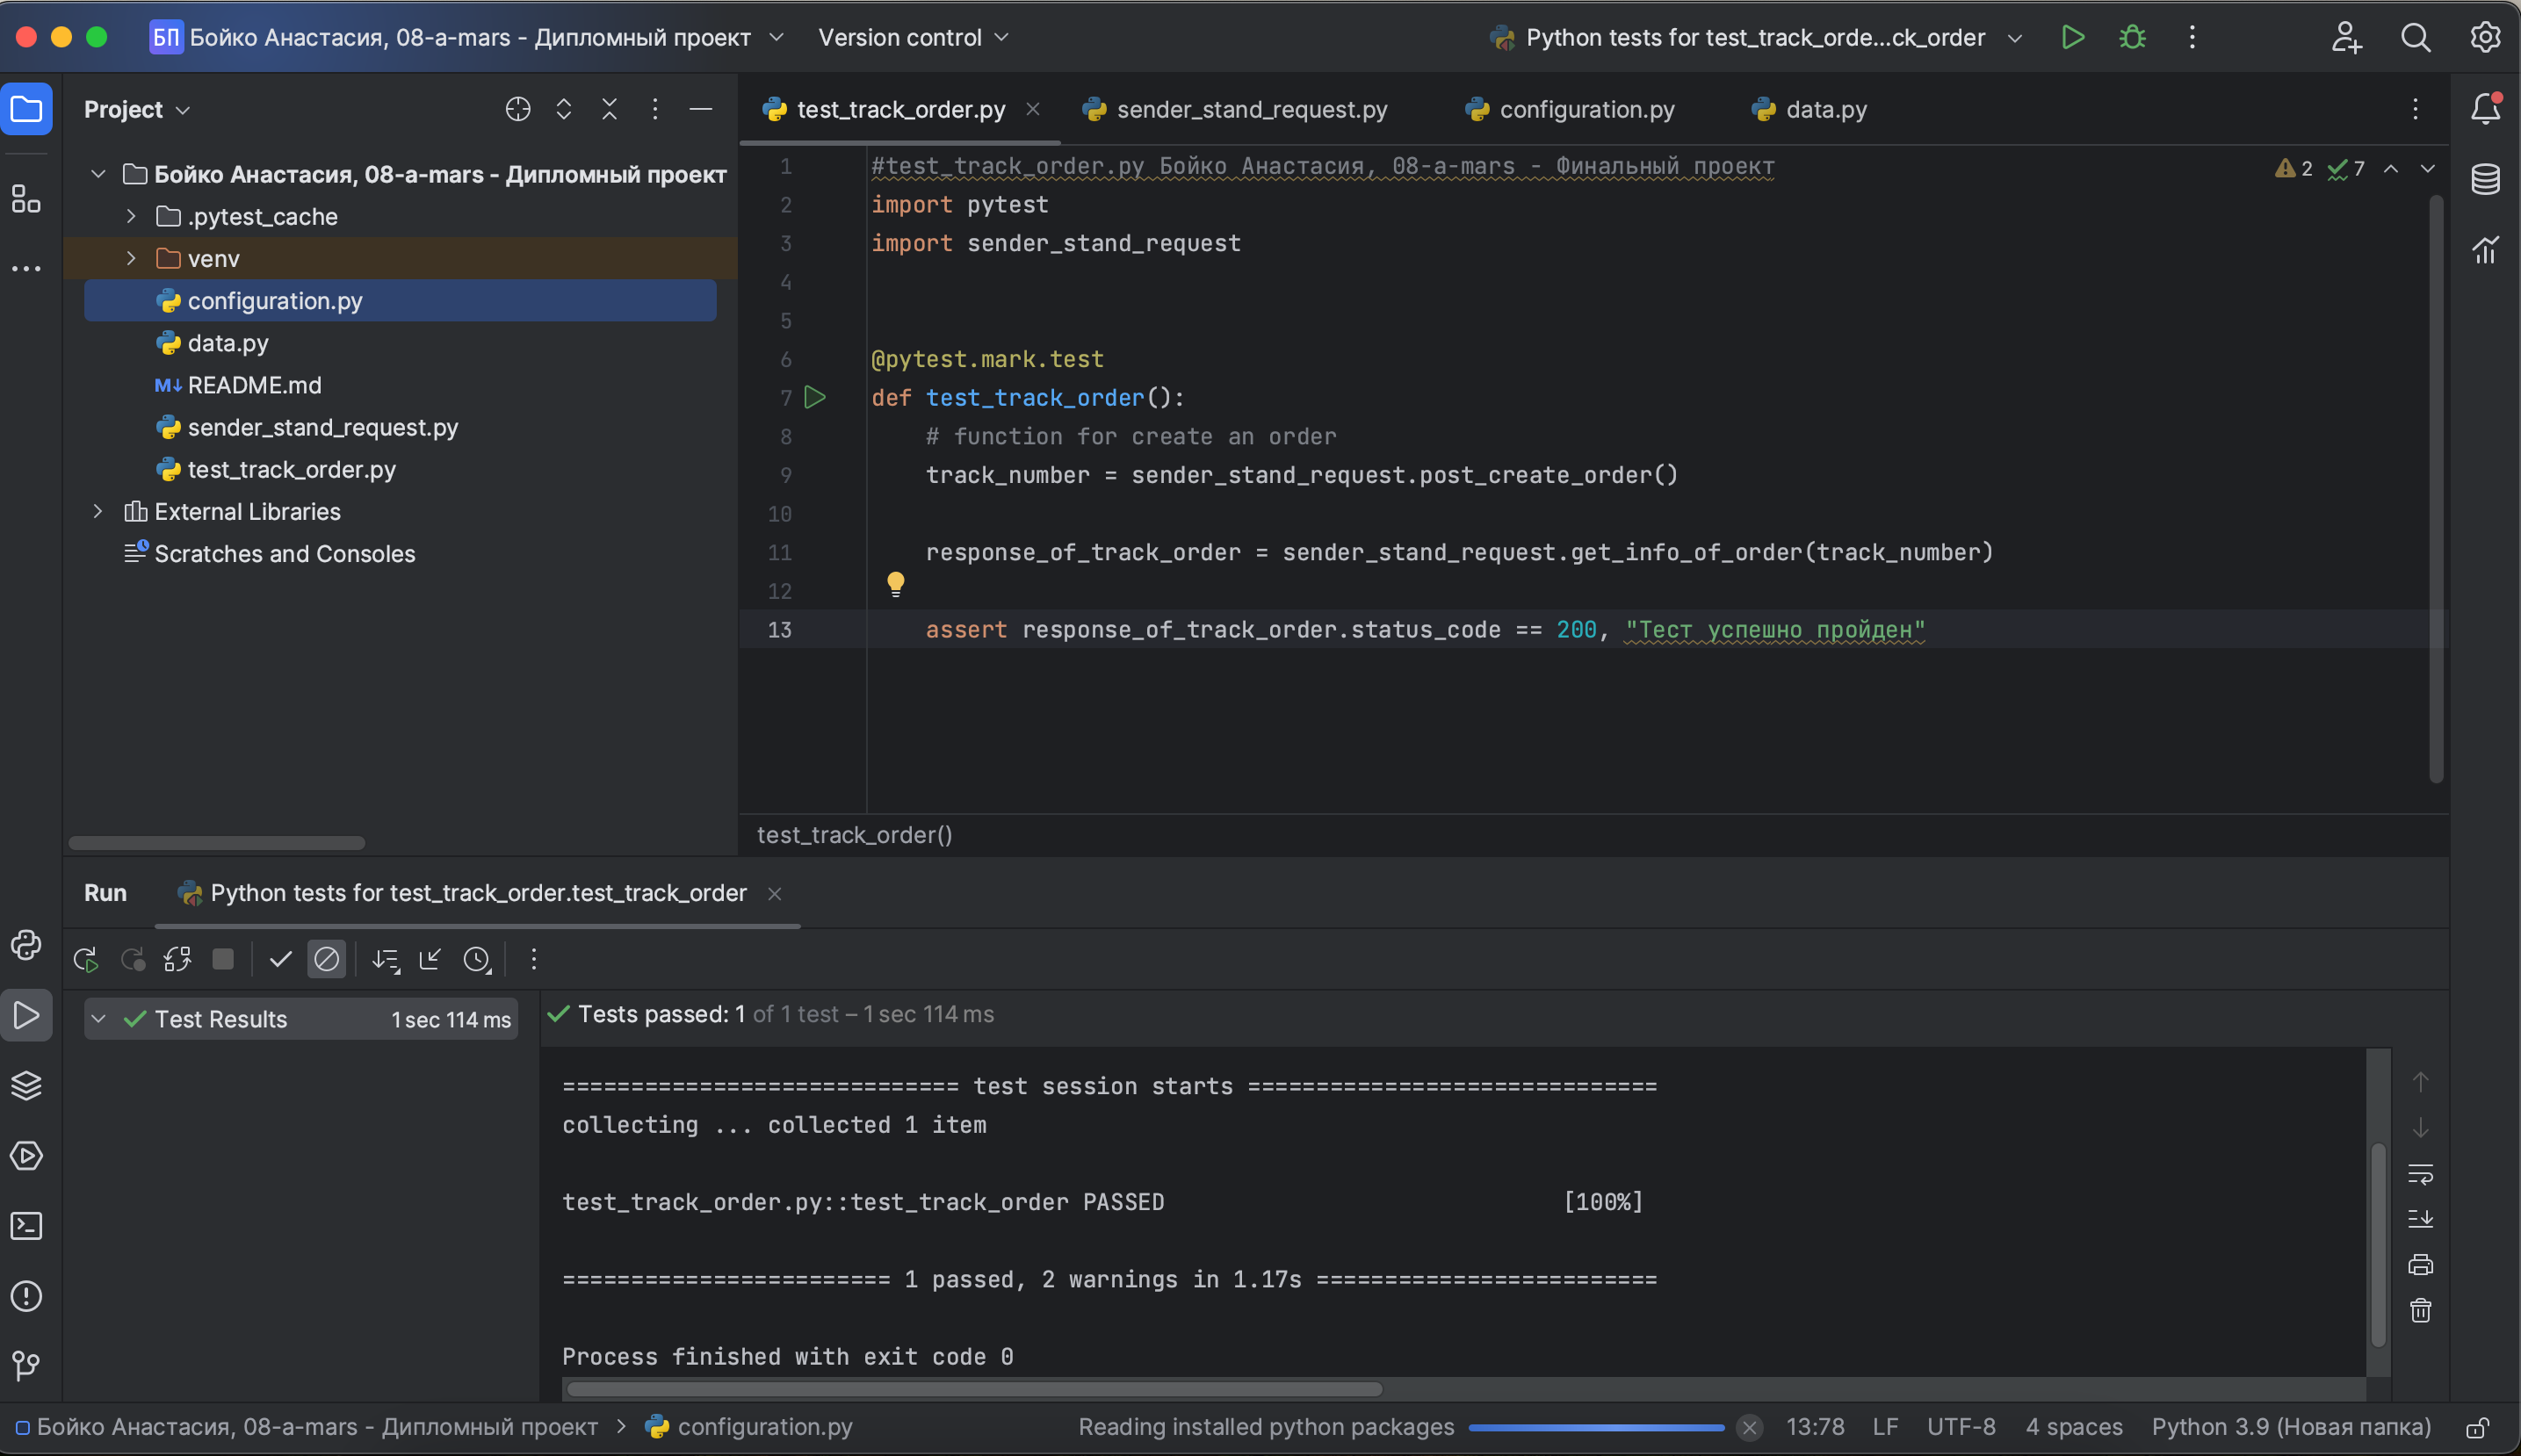 БП Бойко Анастасия, 08-a-mars - Дипломный проект Version control Python tests for test_track_orde...ck_order
Project
Бойко Анастасия, 08-a-mars - Дипломный проект
.pytest_cache
venv
configuration.py
data.py
M↓ README.md
sender_stand_request.py
test_track_order.py
External Libraries
Scratches and Consoles
test_track_order.py sender_stand_request.py configuration.py data.py
2 7
1 #test_track_order.py Бойко Анастасия, 08-a-mars - Финальный проект
2 import pytest
3 import sender_stand_request
4
5
6 @pytest.mark.test
7 def test_track_order():
8 # function for create an order
9 track_number = sender_stand_request.post_create_order()
10
11 response_of_track_order = sender_stand_request.get_info_of_order(track_number)
12
13 assert response_of_track_order.status_code == 200, "Тест успешно пройден"
test_track_order()
Run Python tests for test_track_order.test_track_order
Test Results 1 sec 114 ms
Tests passed: 1 of 1 test – 1 sec 114 ms
============================= test session starts ==============================
collecting ... collected 1 item
test_track_order.py::test_track_order PASSED [100%]
======================== 1 passed, 2 warnings in 1.17s =========================
Process finished with exit code 0
Бойко Анастасия, 08-a-mars - Дипломный проект > configuration.py Reading installed python packages 13:78 LF UTF-8 4 spaces Python 3.9 (Новая папка)